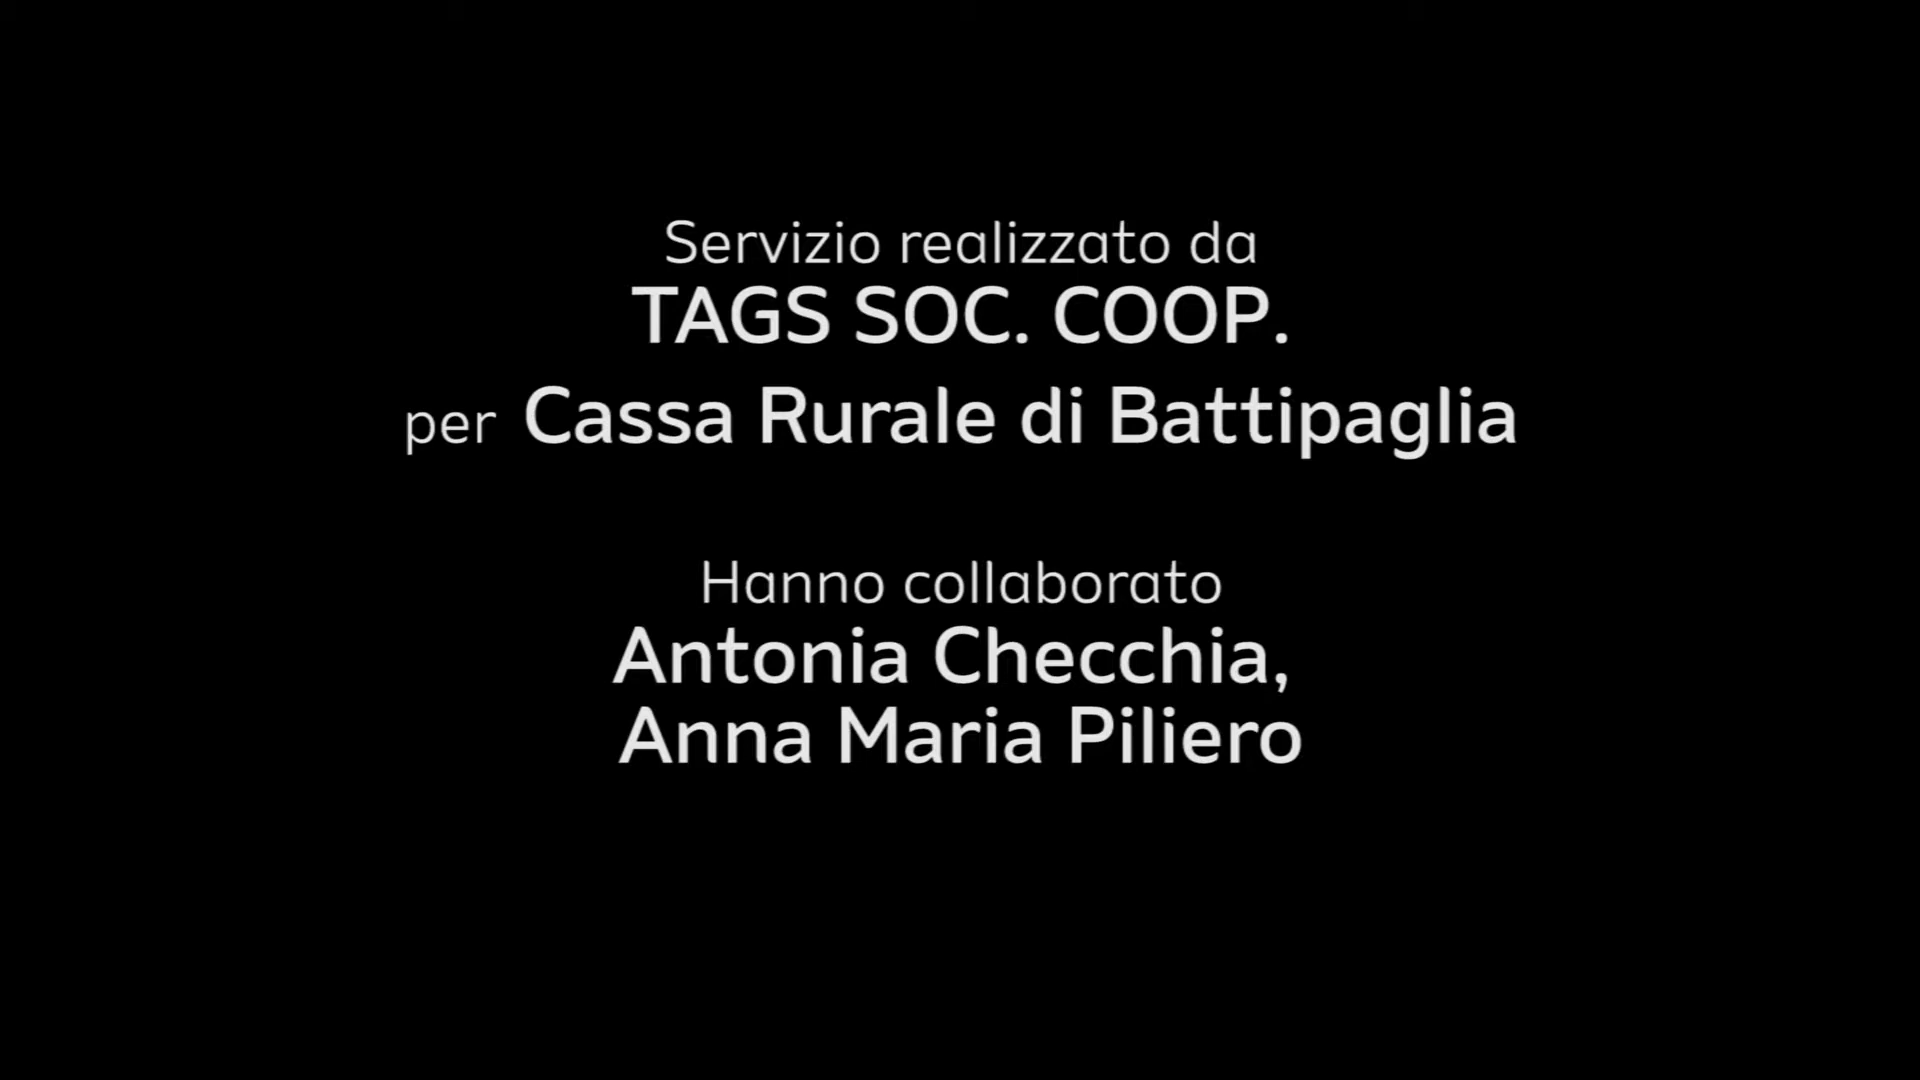 Servizio realizzato da
TAGS SOC. COOP.
per Cassa Rurale di Battipaglia
Hanno collaborato
Antonia Checchia,
Anna Maria Piliero